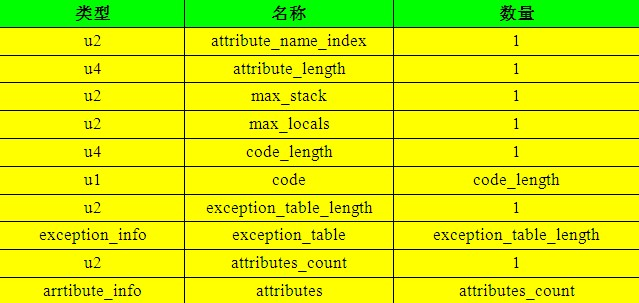 类型 名称 数量
u2 attribute_name_index 1
u4 attribute_length 1
u2 max_stack 1
u2 max_locals 1
u4 code_length 1
u1 code code_length
u2 exception_table_length 1
exception_info exception_table exception_table_length
u2 attributes_count 1
arrtibute_info attributes attributes_count